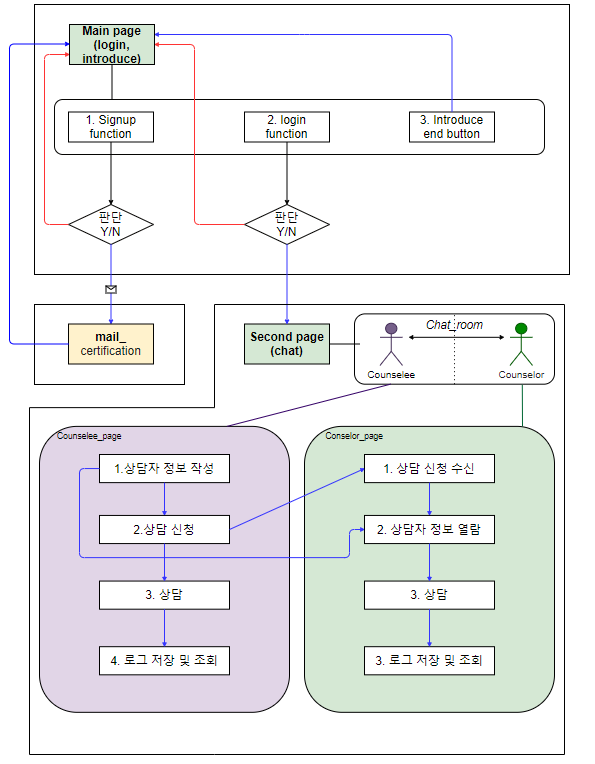 Main page
(login,
introduce)
1. Signup
function
2. login
function
3. Introduce
end button
판단
Y/N
판단
Y/N
mail_
certification
Second page
(chat)
Chat_room
Counselee
Counselor
Counselee_page
1.상담자 정보 작성
2.상담 신청
3. 상담
4. 로그 저장 및 조회
Conselor_page
1. 상담 신청 수신
2. 상담자 정보 열람
3. 상담
3. 로그 저장 및 조회